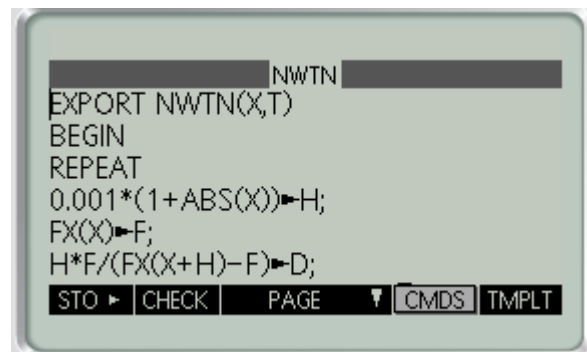 NWTN
EXPORT NWTN(X,T)
BEGIN
REPEAT
0.001*(1+ABS(X))►H;
FX(X)►F;
H*F/(FX(X+H)-F)►D;
STO ► CHECK PAGE ▼ CMDS TMPLT